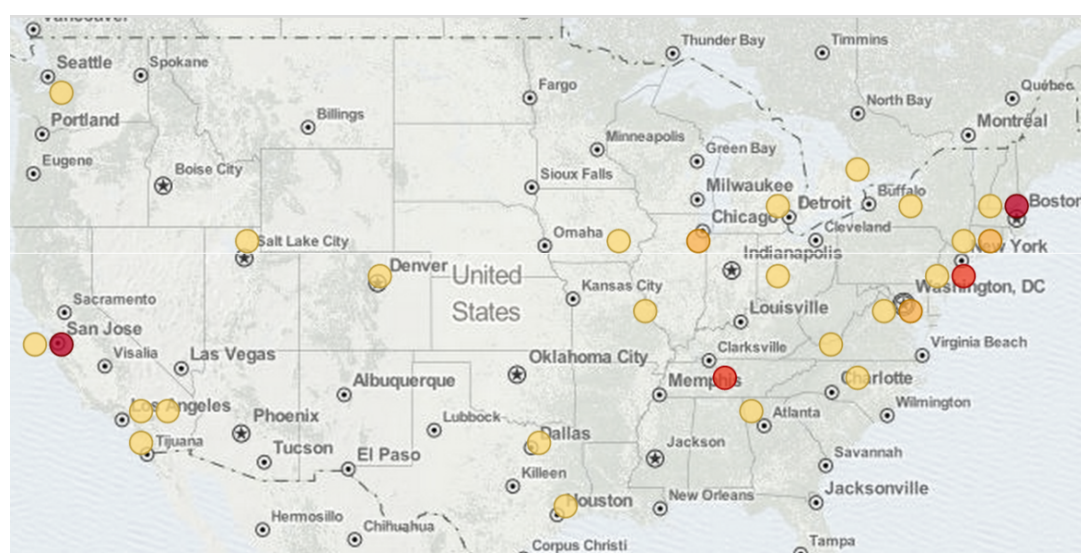 Vancouver
Seattle
Spokane
Portland
Eugene
Boise City
Billings
Fargo
Thunder Bay
Timmins
North Bay
Québec
Montréal
Minneapolis
Green Bay
Sioux Falls
Milwaukee
Detroit
Buffalo
Boston
Chicago
Cleveland
New York
Omaha
Salt Lake City
Denver
United
States
Indianapolis
Washington, DC
Kansas City
Louisville
Sacramento
San Jose
Visalia
Las Vegas
Clarksville
Virginia Beach
Oklahoma City
Albuquerque
Memphis
Charlotte
Los Angeles
Phoenix
Lubbock
Atlanta
Wilmington
Tijuana
Tucson
El Paso
Dallas
Jackson
Savannah
Killeen
Houston
New Orleans
Jacksonville
Hermosillo
Chihuahua
Corpus Christi
Tampa